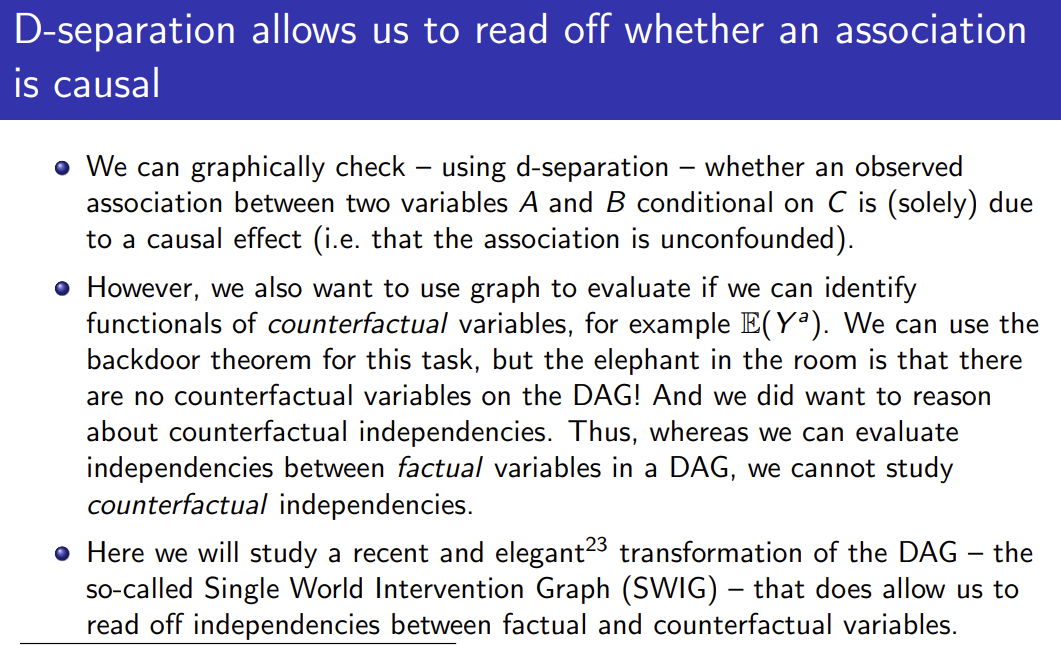 D-separation allows us to read off whether an association
is causal
We can graphically check – using d-separation – whether an observed
association between two variables A and B conditional on C is (solely) due
to a causal effect (i.e. that the association is unconfounded).
However, we also want to use graph to evaluate if we can identify
functionals of counterfactual variables, for example 𝔼(Yᵃ). We can use the
backdoor theorem for this task, but the elephant in the room is that there
are no counterfactual variables on the DAG! And we did want to reason
about counterfactual independencies. Thus, whereas we can evaluate
independencies between factual variables in a DAG, we cannot study
counterfactual independencies.
Here we will study a recent and elegant²³ transformation of the DAG – the
so-called Single World Intervention Graph (SWIG) – that does allow us to
read off independencies between factual and counterfactual variables.